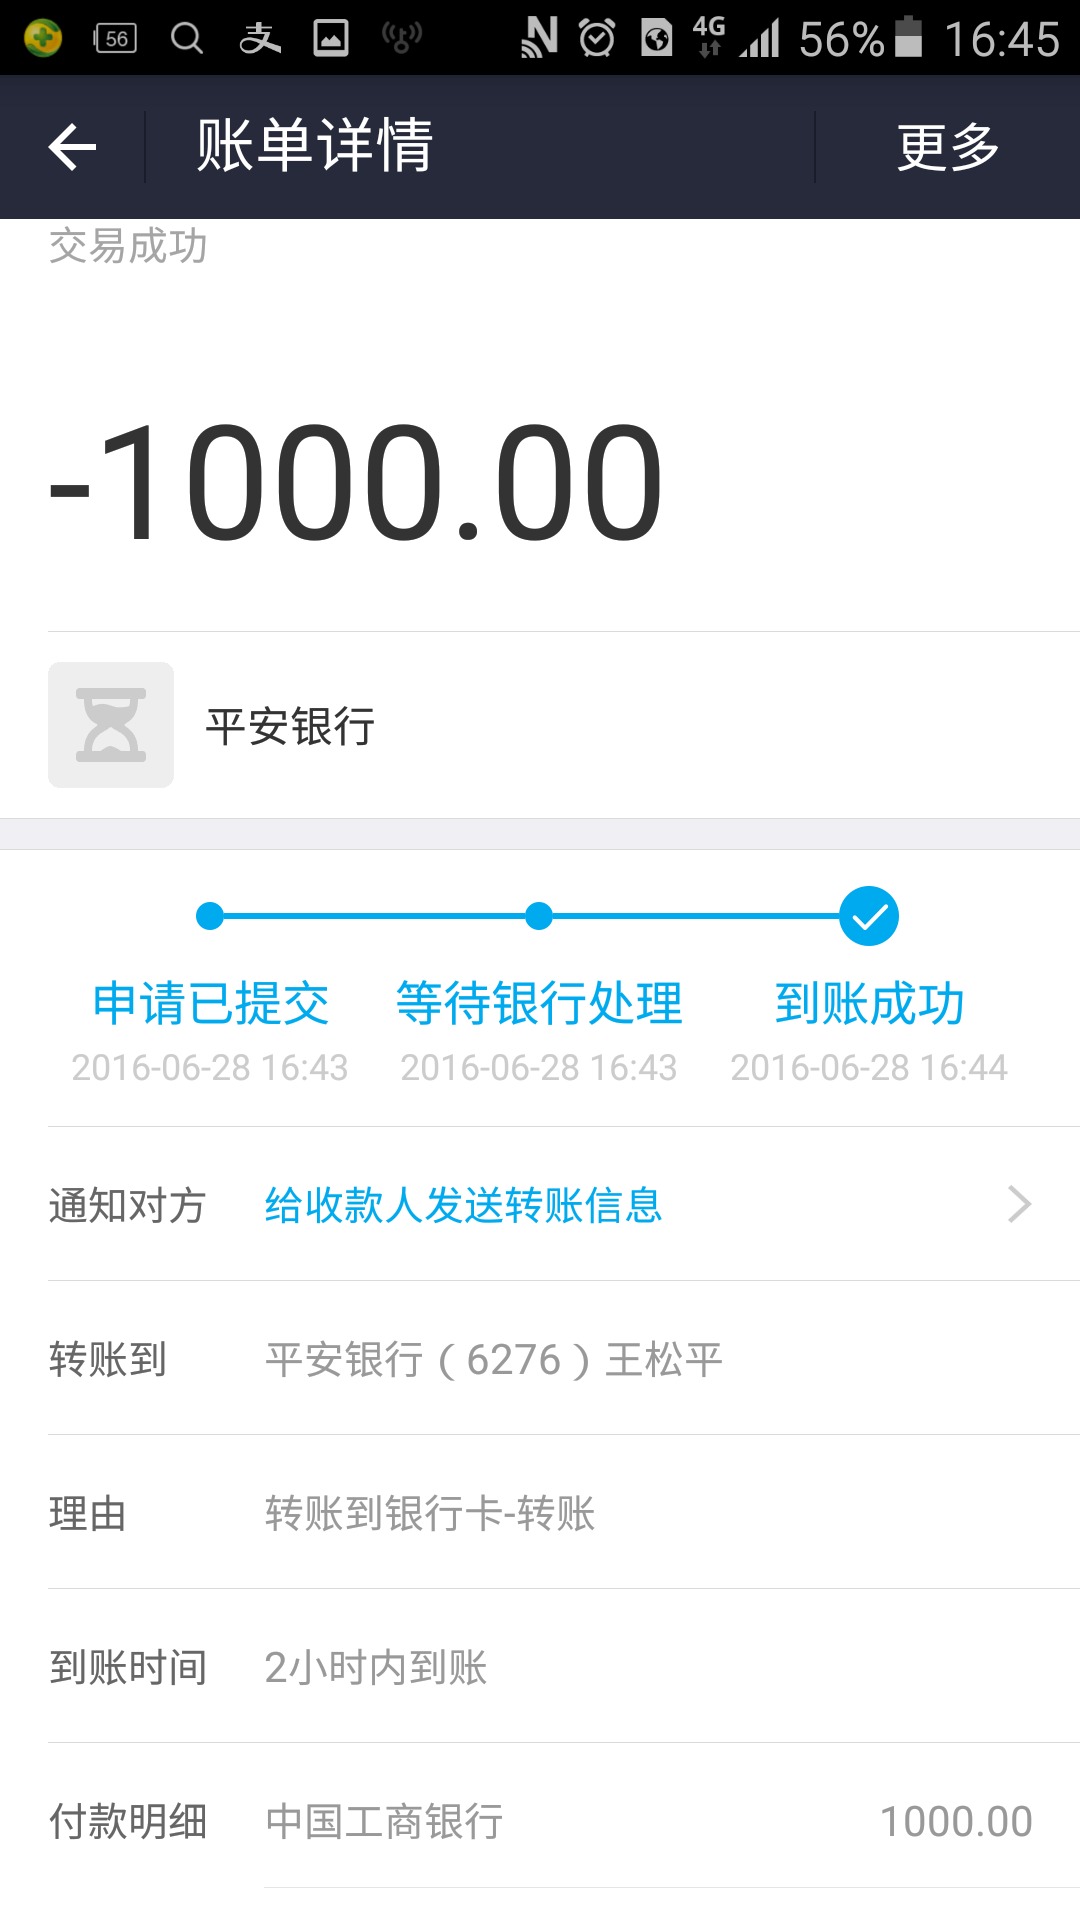 56 支 4G 56% 16:45
账单详情 更多
交易成功
-1000.00
平安银行
申请已提交 等待银行处理 到账成功
2016-06-28 16:43 2016-06-28 16:43 2016-06-28 16:44
通知对方 给收款人发送转账信息
转账到 平安银行（6276）王松平
理由 转账到银行卡-转账
到账时间 2小时内到账
付款明细 中国工商银行 1000.00